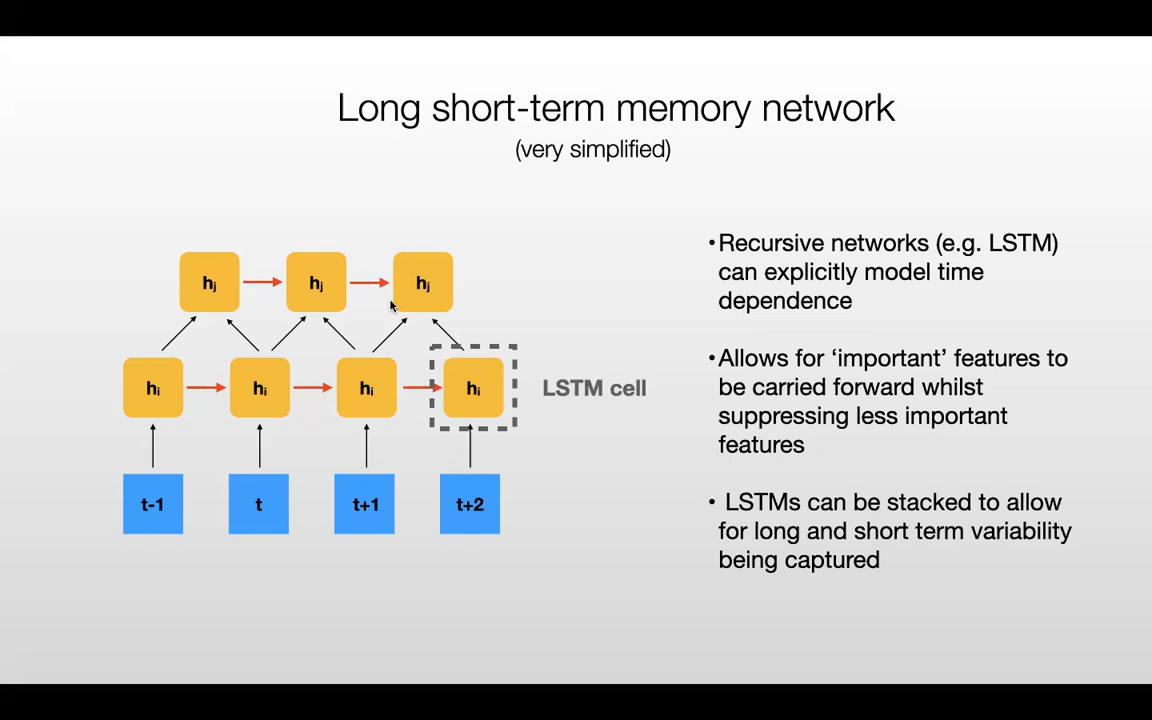 Long short-term memory network
(very simplified)
hⱼ hⱼ hⱼ
hᵢ hᵢ hᵢ hᵢ
LSTM cell
t-1 t t+1 t+2
•Recursive networks (e.g. LSTM)
can explicitly model time
dependence
•Allows for ‘important’ features to
be carried forward whilst
suppressing less important
features
• LSTMs can be stacked to allow
for long and short term variability
being captured